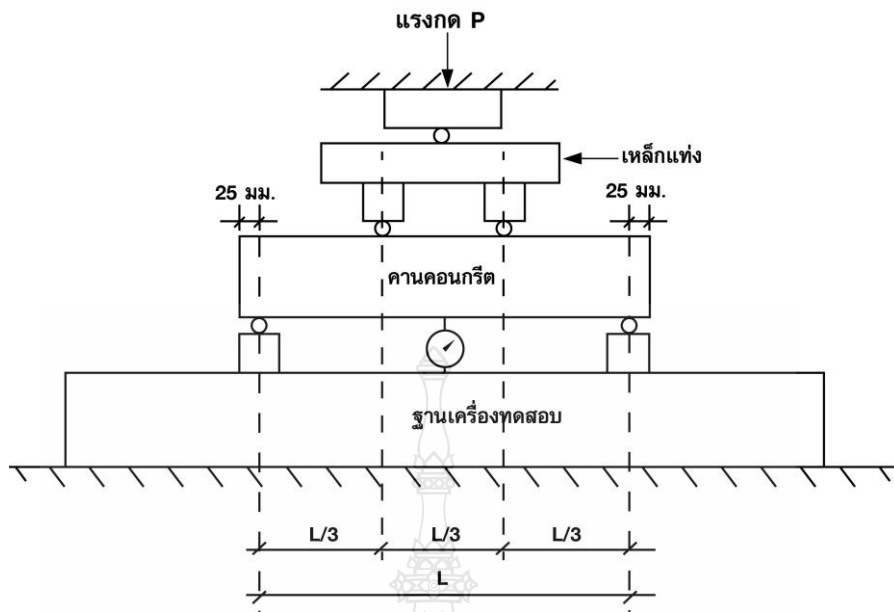 แรงกด P
เหล็กแท่ง
25 มม.
25 มม.
คานคอนกรีต
ฐานเครื่องทดสอบ
L/3
L/3
L/3
L